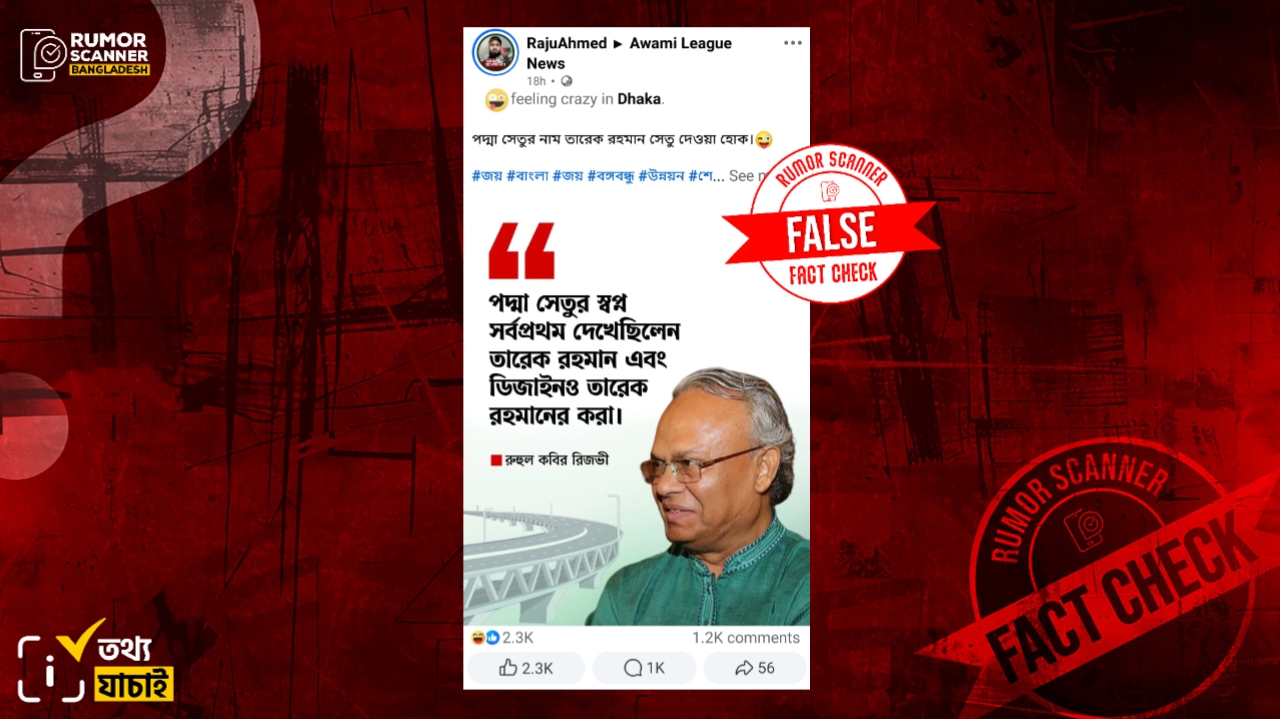 RUMOR
SCANNER
BANGLADESH
RajuAhmed ▸ Awami League
News
18h
feeling crazy in Dhaka.
পদ্মা সেতুর নাম তারেক রহমান সেতু দেওয়া হোক।😜
#জয় #বাংলা #জয় #বঙ্গবন্ধু #উন্নয়ন #শে... See
RUMOR SCANNER
FALSE
FACT CHECK
পদ্মা সেতুর স্বপ্ন
সর্বপ্রথম দেখেছিলেন
তারেক রহমান এবং
ডিজাইনও তারেক
রহমানের করা।
রুহুল কবির রিজভী
2.3K
1.2K comments
2.3K
1K
56
তথ্য
যাচাই
RUMOR SCANNER
FACT CHECK